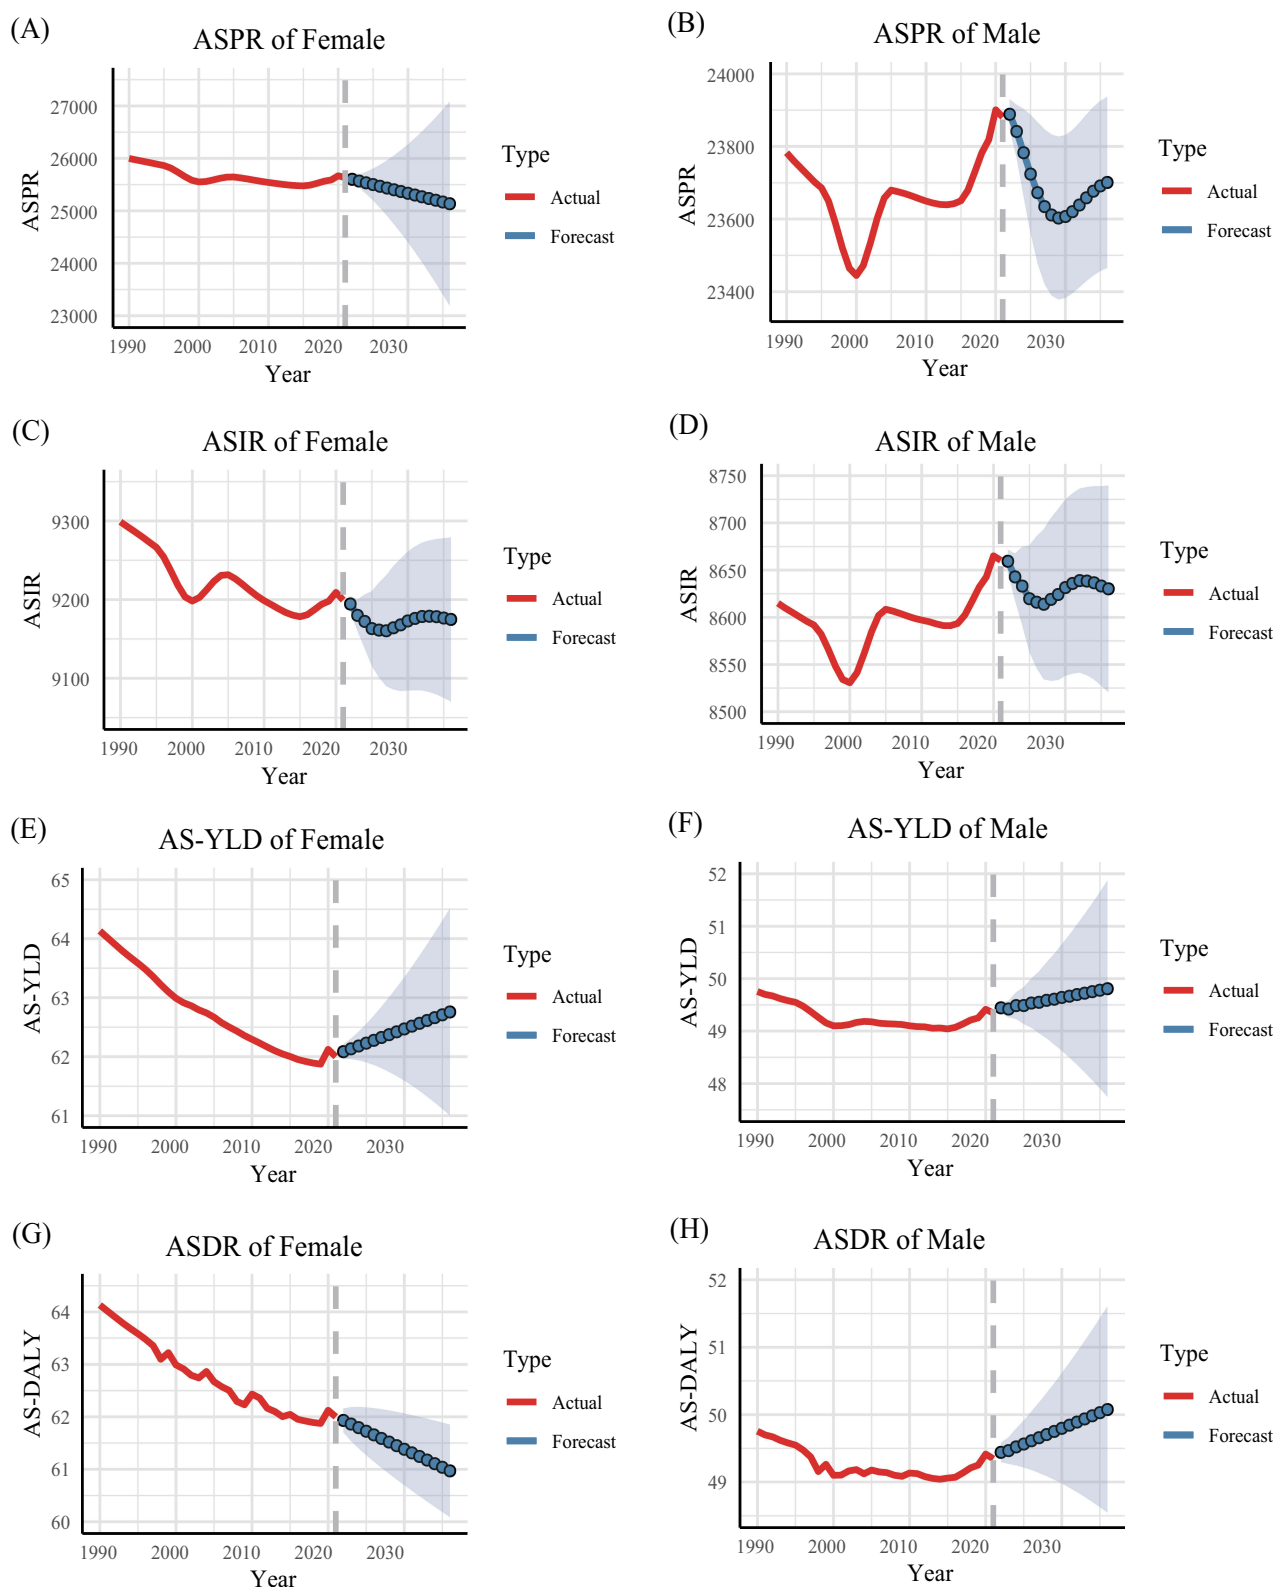 (A)
ASPR of Female
27000
26000
25000
24000
23000
ASPR
1990 2000 2010 2020 2030
Year
Type
Actual
Forecast
(B)
ASPR of Male
24000
23800
23600
23400
ASPR
1990 2000 2010 2020 2030
Year
Type
Actual
Forecast
(C)
ASIR of Female
9300
9200
9100
ASIR
1990 2000 2010 2020 2030
Year
Type
Actual
Forecast
(D)
ASIR of Male
8750
8700
8650
8600
8550
8500
ASIR
1990 2000 2010 2020 2030
Year
Type
Actual
Forecast
(E)
AS-YLD of Female
65
64
63
62
61
AS-YLD
1990 2000 2010 2020 2030
Year
Type
Actual
Forecast
(F)
AS-YLD of Male
52
51
50
49
48
AS-YLD
1990 2000 2010 2020 2030
Year
Type
Actual
Forecast
(G)
ASDR of Female
64
63
62
61
60
AS-DALY
1990 2000 2010 2020 2030
Year
Type
Actual
Forecast
(H)
ASDR of Male
52
51
50
49
AS-DALY
1990 2000 2010 2020 2030
Year
Type
Actual
Forecast